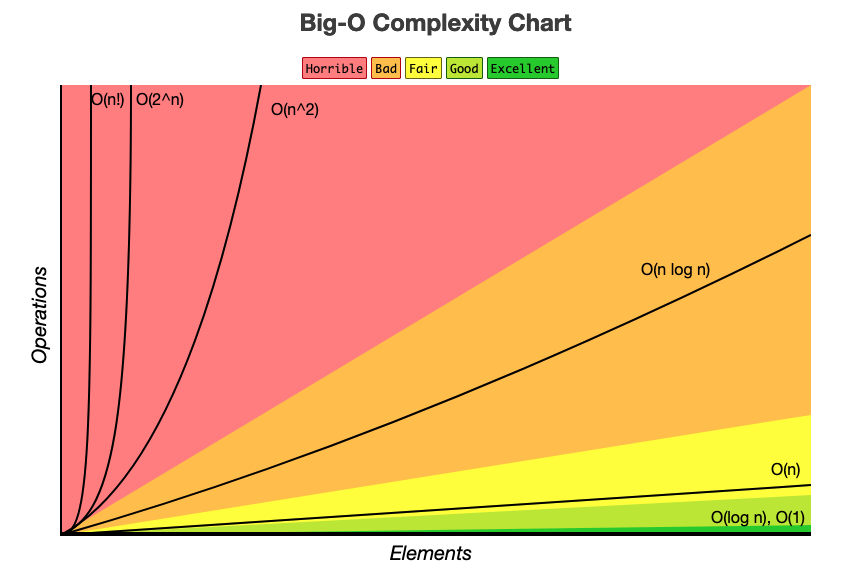 Big-O Complexity Chart
Horrible Bad Fair Good Excellent
O(n!) O(2^n)
O(n^2)
O(n log n)
Operations
O(n)
O(log n), O(1)
Elements